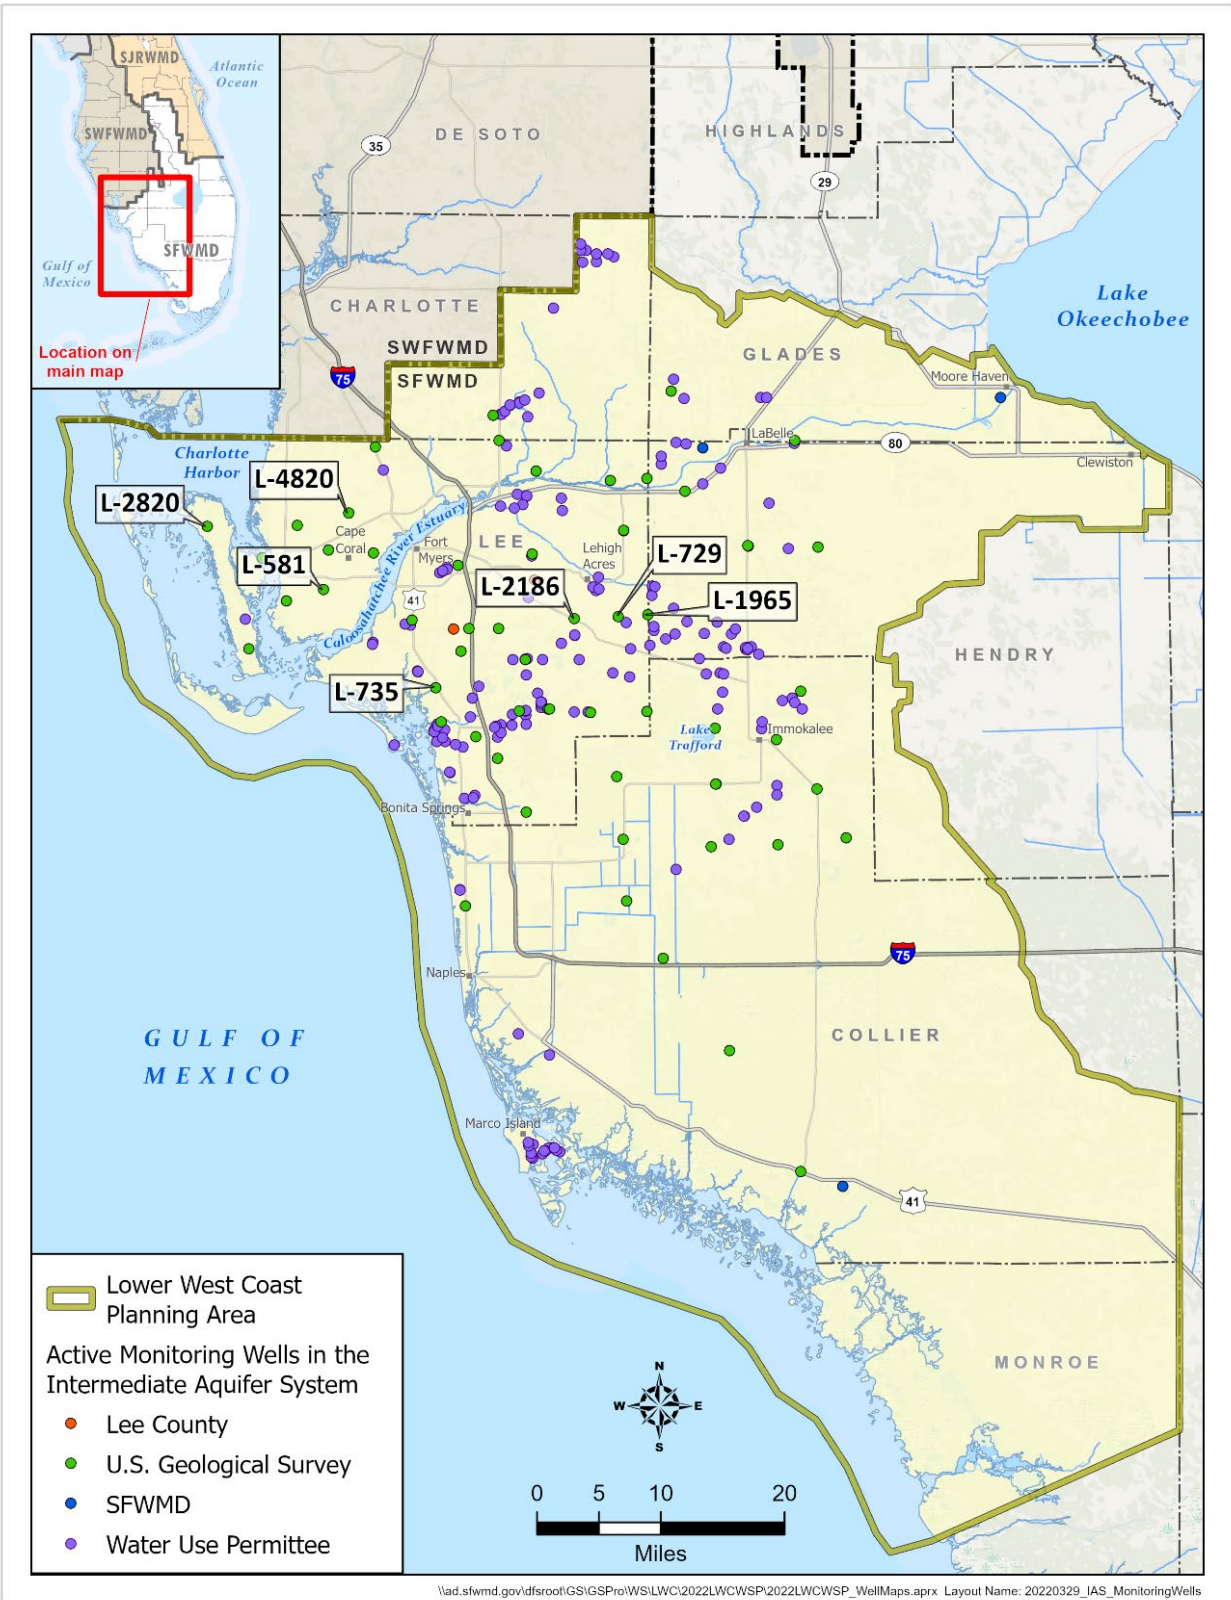 SJRWMD
Atlantic
Ocean
SWFWMD
SFWMD
Gulf of
Mexico
Location on
main map
35
DE SOTO
HIGHLANDS
29
CHARLOTTE
SWFWMD
SFWMD
75
GLADES
Lake
Okeechobee
Moore Haven
LaBelle
80
Clewiston
Charlotte
Harbor
L-4820
L-2820
Cape
Coral
L-581
Caloosahatchee River Estuary
Fort
Myers
LEE
Lehigh
Acres
L-729
L-2186
L-1965
41
HENDRY
L-735
Lake
Trafford
Immokalee
Bonita Springs
75
Naples
COLLIER
GULF OF
MEXICO
Marco Island
41
MONROE
Lower West Coast
Planning Area
Active Monitoring Wells in the
Intermediate Aquifer System
Lee County
U.S. Geological Survey
SFWMD
Water Use Permittee
N
W E
S
0 5 10 20
Miles
\\ad.sfwmd.gov\dfsroot\GS\GSPro\WS\LWC\2022LWCWSP\2022LWCWSP_WellMaps.aprx Layout Name: 20220329_IAS_MonitoringWells